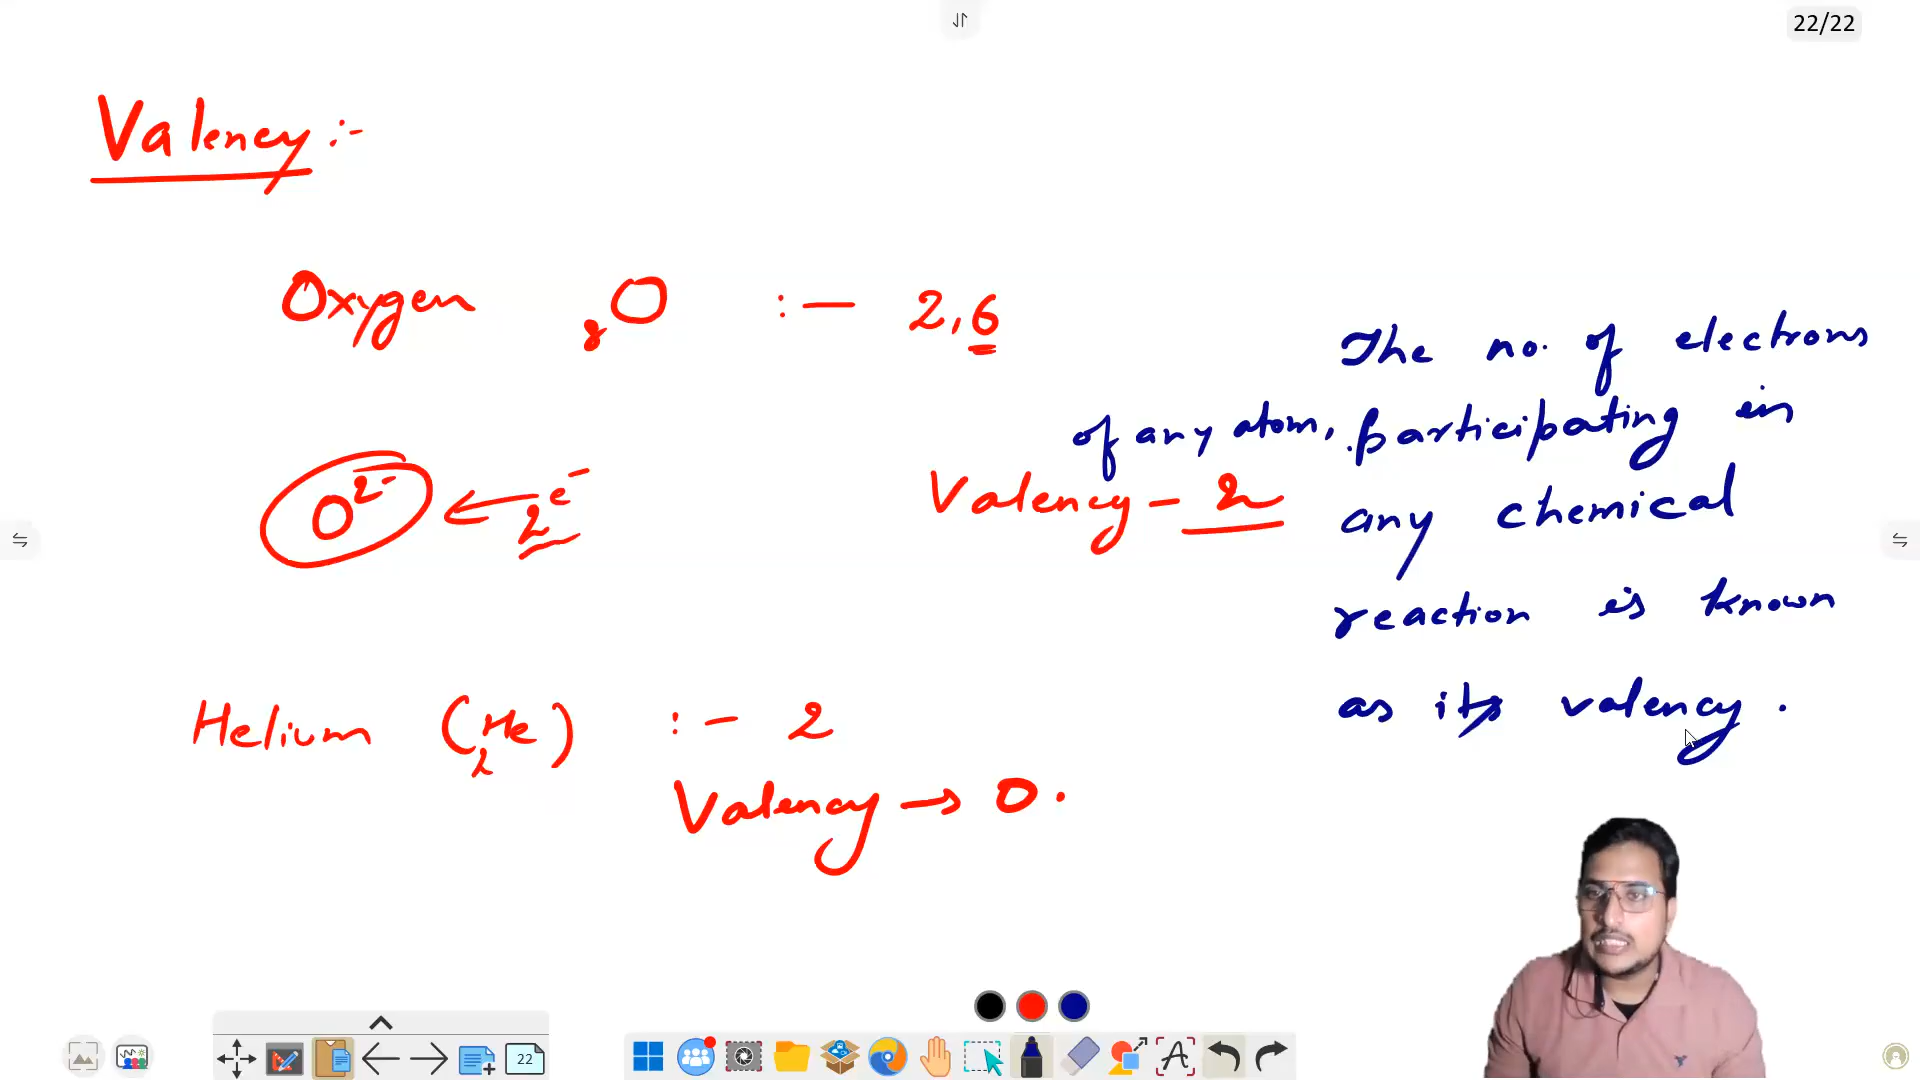 22/22
Valency :-
Oxygen ₈O :- 2,6
The no. of electrons
of any atom, participating in
O²⁻ ← 2e⁻ Valency - 2 any chemical
reaction is known
as its valency.
Helium (₂He) :- 2
Valency → 0.
22